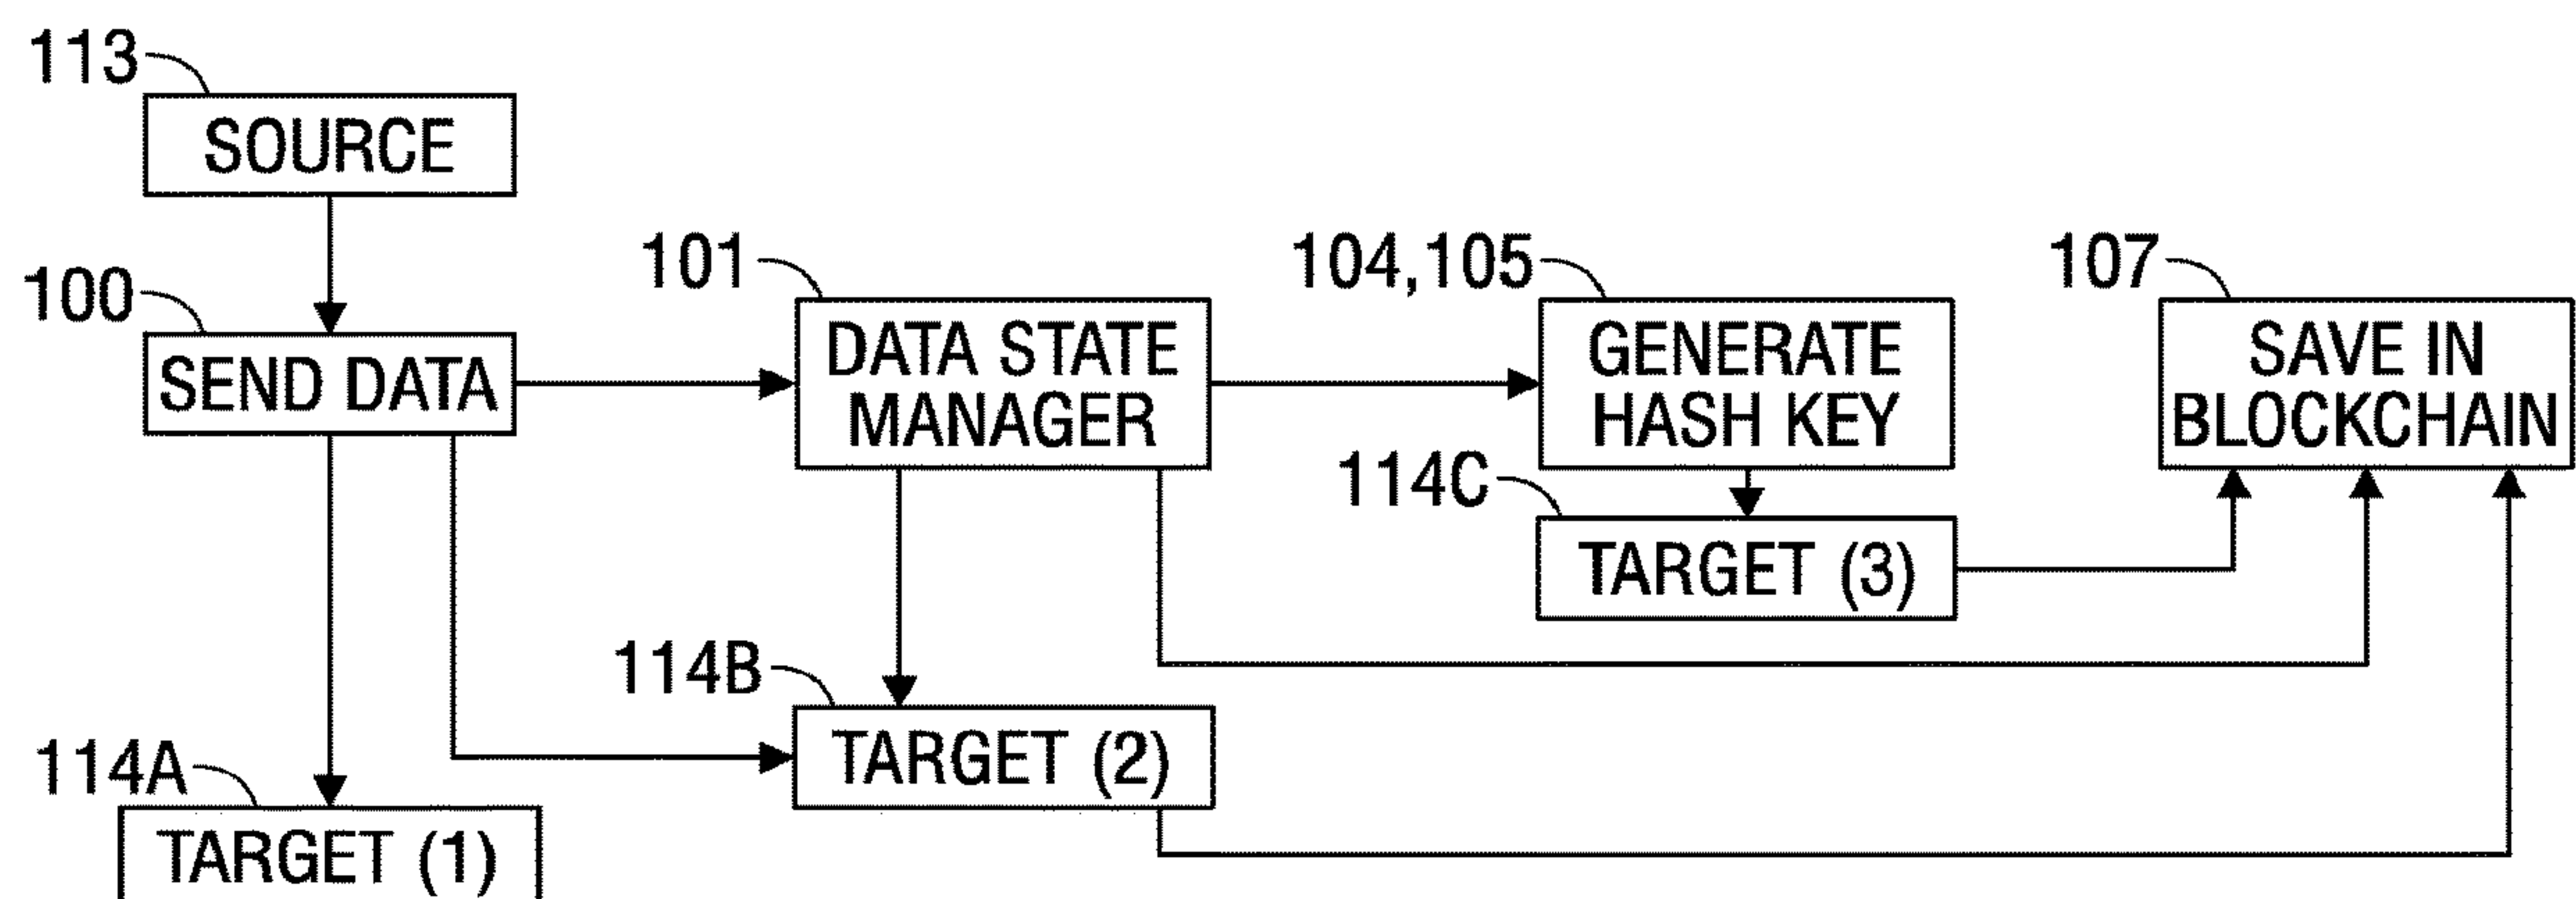 113
SOURCE
100
SEND DATA
101
DATA STATE
MANAGER
104,105
GENERATE
HASH KEY
107
SAVE IN
BLOCKCHAIN
114C
TARGET (3)
114B
TARGET (2)
114A
TARGET (1)